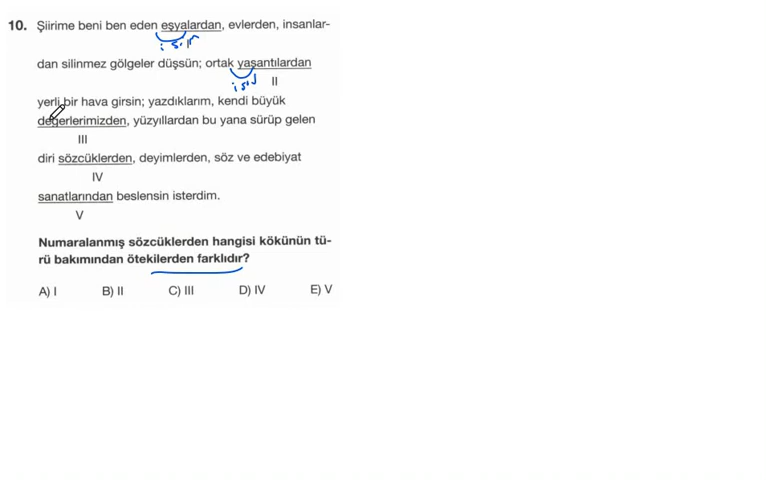 10. Şiirime beni ben eden eşyalardan, evlerden, insanlar-
dan silinmez gölgeler düşsün; ortak yaşantılardan
II
yerli bir hava girsin; yazdıklarım, kendi büyük
değerlerimizden, yüzyıllardan bu yana sürüp gelen
III
diri sözcüklerden, deyimlerden, söz ve edebiyat
IV
sanatlarından beslensin isterdim.
V
Numaralanmış sözcüklerden hangisi kökünün tü-
rü bakımından ötekilerden farklıdır?
A) I B) II C) III D) IV E) V